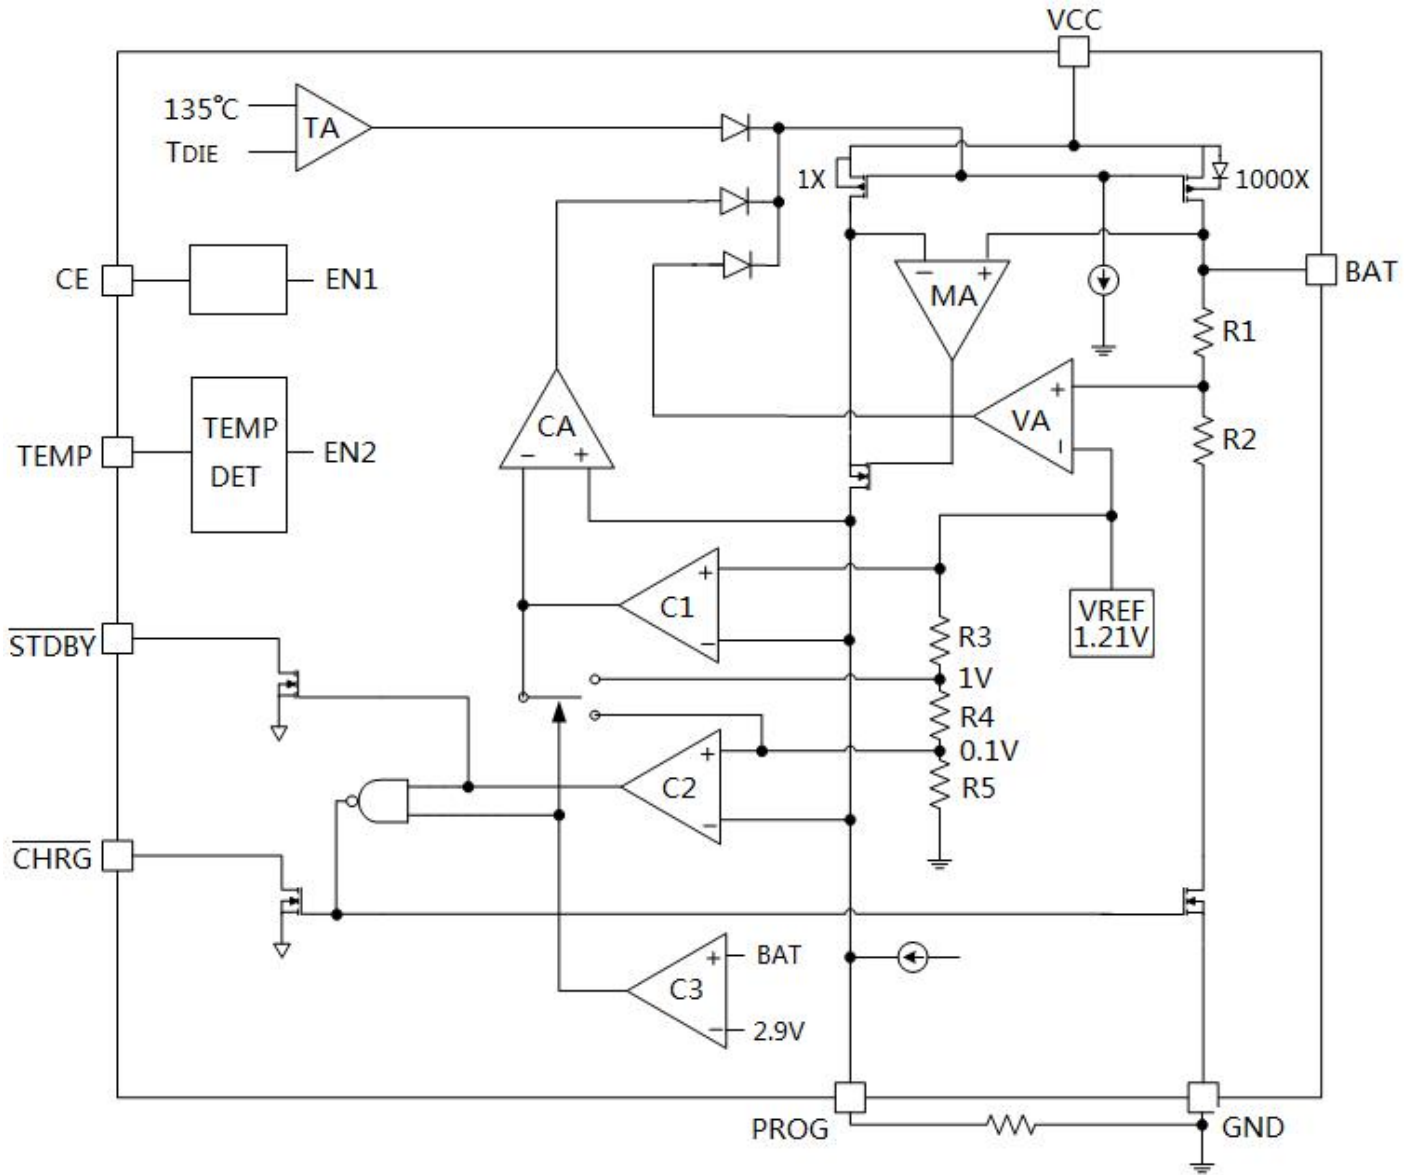 VCC
135℃
TA
TDIE
1X
1000X
CE
EN1
BAT
−
+
MA
R1
TEMP
TEMP
DET
EN2
CA
−
+
+
VA
−
R2
+
C1
−
R3
VREF
1.21V
STDBY
1V
R4
0.1V
+
C2
−
R5
CHRG
+
BAT
C3
−
2.9V
PROG
GND